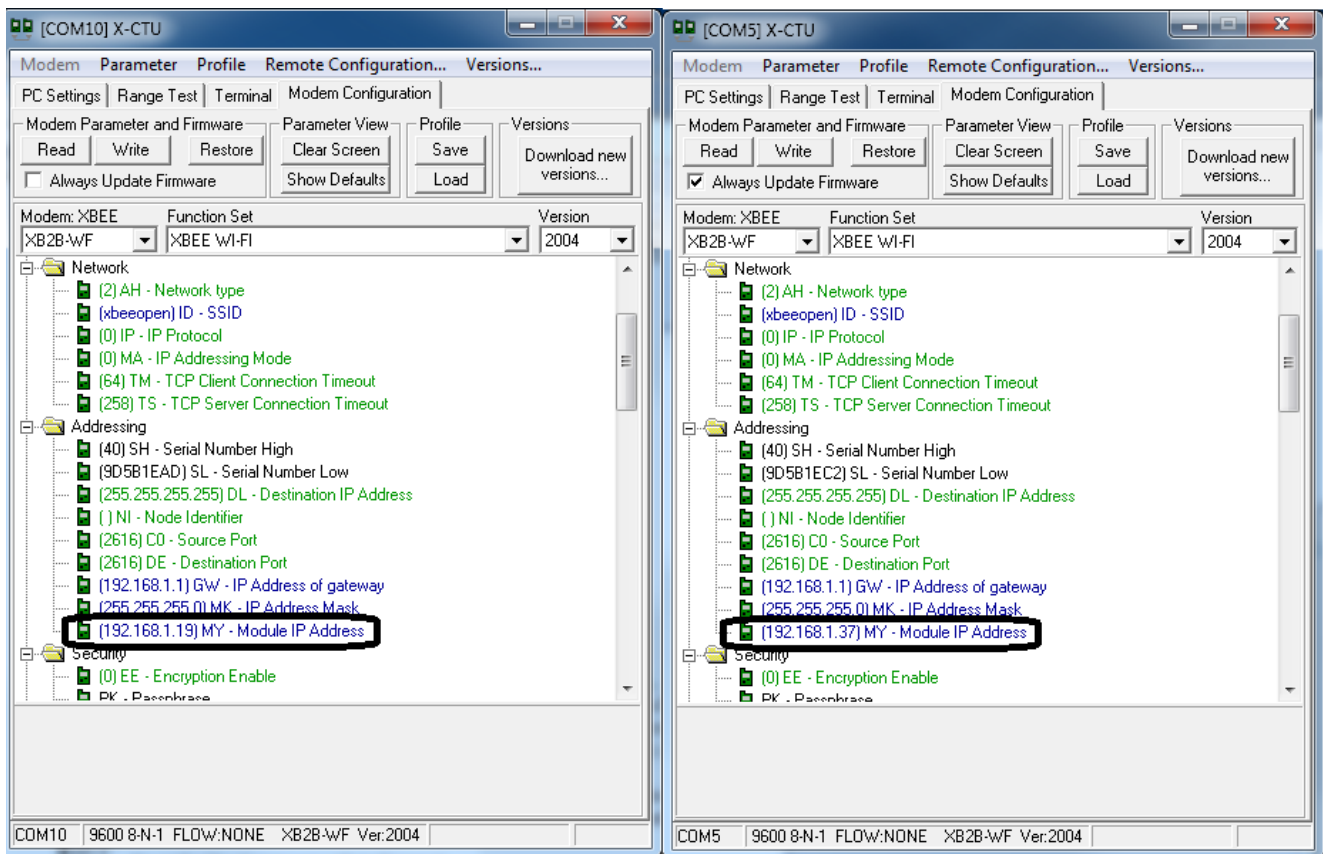 [COM10] X-CTU
Modem Parameter Profile Remote Configuration... Versions...
PC Settings Range Test Terminal Modem Configuration
Modem Parameter and Firmware Parameter View Profile Versions
Read Write Restore Clear Screen Save Download new versions...
Always Update Firmware Show Defaults Load
Modem: XBEE Function Set Version
XB2B-WF XBEE WI-FI 2004
Network
(2) AH - Network type
(xbeeopen) ID - SSID
(0) IP - IP Protocol
(0) MA - IP Addressing Mode
(64) TM - TCP Client Connection Timeout
(258) TS - TCP Server Connection Timeout
Addressing
(40) SH - Serial Number High
(9D5B1EAD) SL - Serial Number Low
(255.255.255.255) DL - Destination IP Address
( ) NI - Node Identifier
(2616) C0 - Source Port
(2616) DE - Destination Port
(192.168.1.1) GW - IP Address of gateway
(255.255.255.0) MK - IP Address Mask
(192.168.1.19) MY - Module IP Address
Security
(0) EE - Encryption Enable
PK - Passphrase
COM10 9600 8-N-1 FLOW:NONE XB2B-WF Ver:2004
[COM5] X-CTU
Modem Parameter Profile Remote Configuration... Versions...
PC Settings Range Test Terminal Modem Configuration
Modem Parameter and Firmware Parameter View Profile Versions
Read Write Restore Clear Screen Save Download new versions...
Always Update Firmware Show Defaults Load
Modem: XBEE Function Set Version
XB2B-WF XBEE WI-FI 2004
Network
(2) AH - Network type
(xbeeopen) ID - SSID
(0) IP - IP Protocol
(0) MA - IP Addressing Mode
(64) TM - TCP Client Connection Timeout
(258) TS - TCP Server Connection Timeout
Addressing
(40) SH - Serial Number High
(9D5B1EC2) SL - Serial Number Low
(255.255.255.255) DL - Destination IP Address
( ) NI - Node Identifier
(2616) C0 - Source Port
(2616) DE - Destination Port
(192.168.1.1) GW - IP Address of gateway
(255.255.255.0) MK - IP Address Mask
(192.168.1.37) MY - Module IP Address
Security
(0) EE - Encryption Enable
PK - Passphrase
COM5 9600 8-N-1 FLOW:NONE XB2B-WF Ver:2004